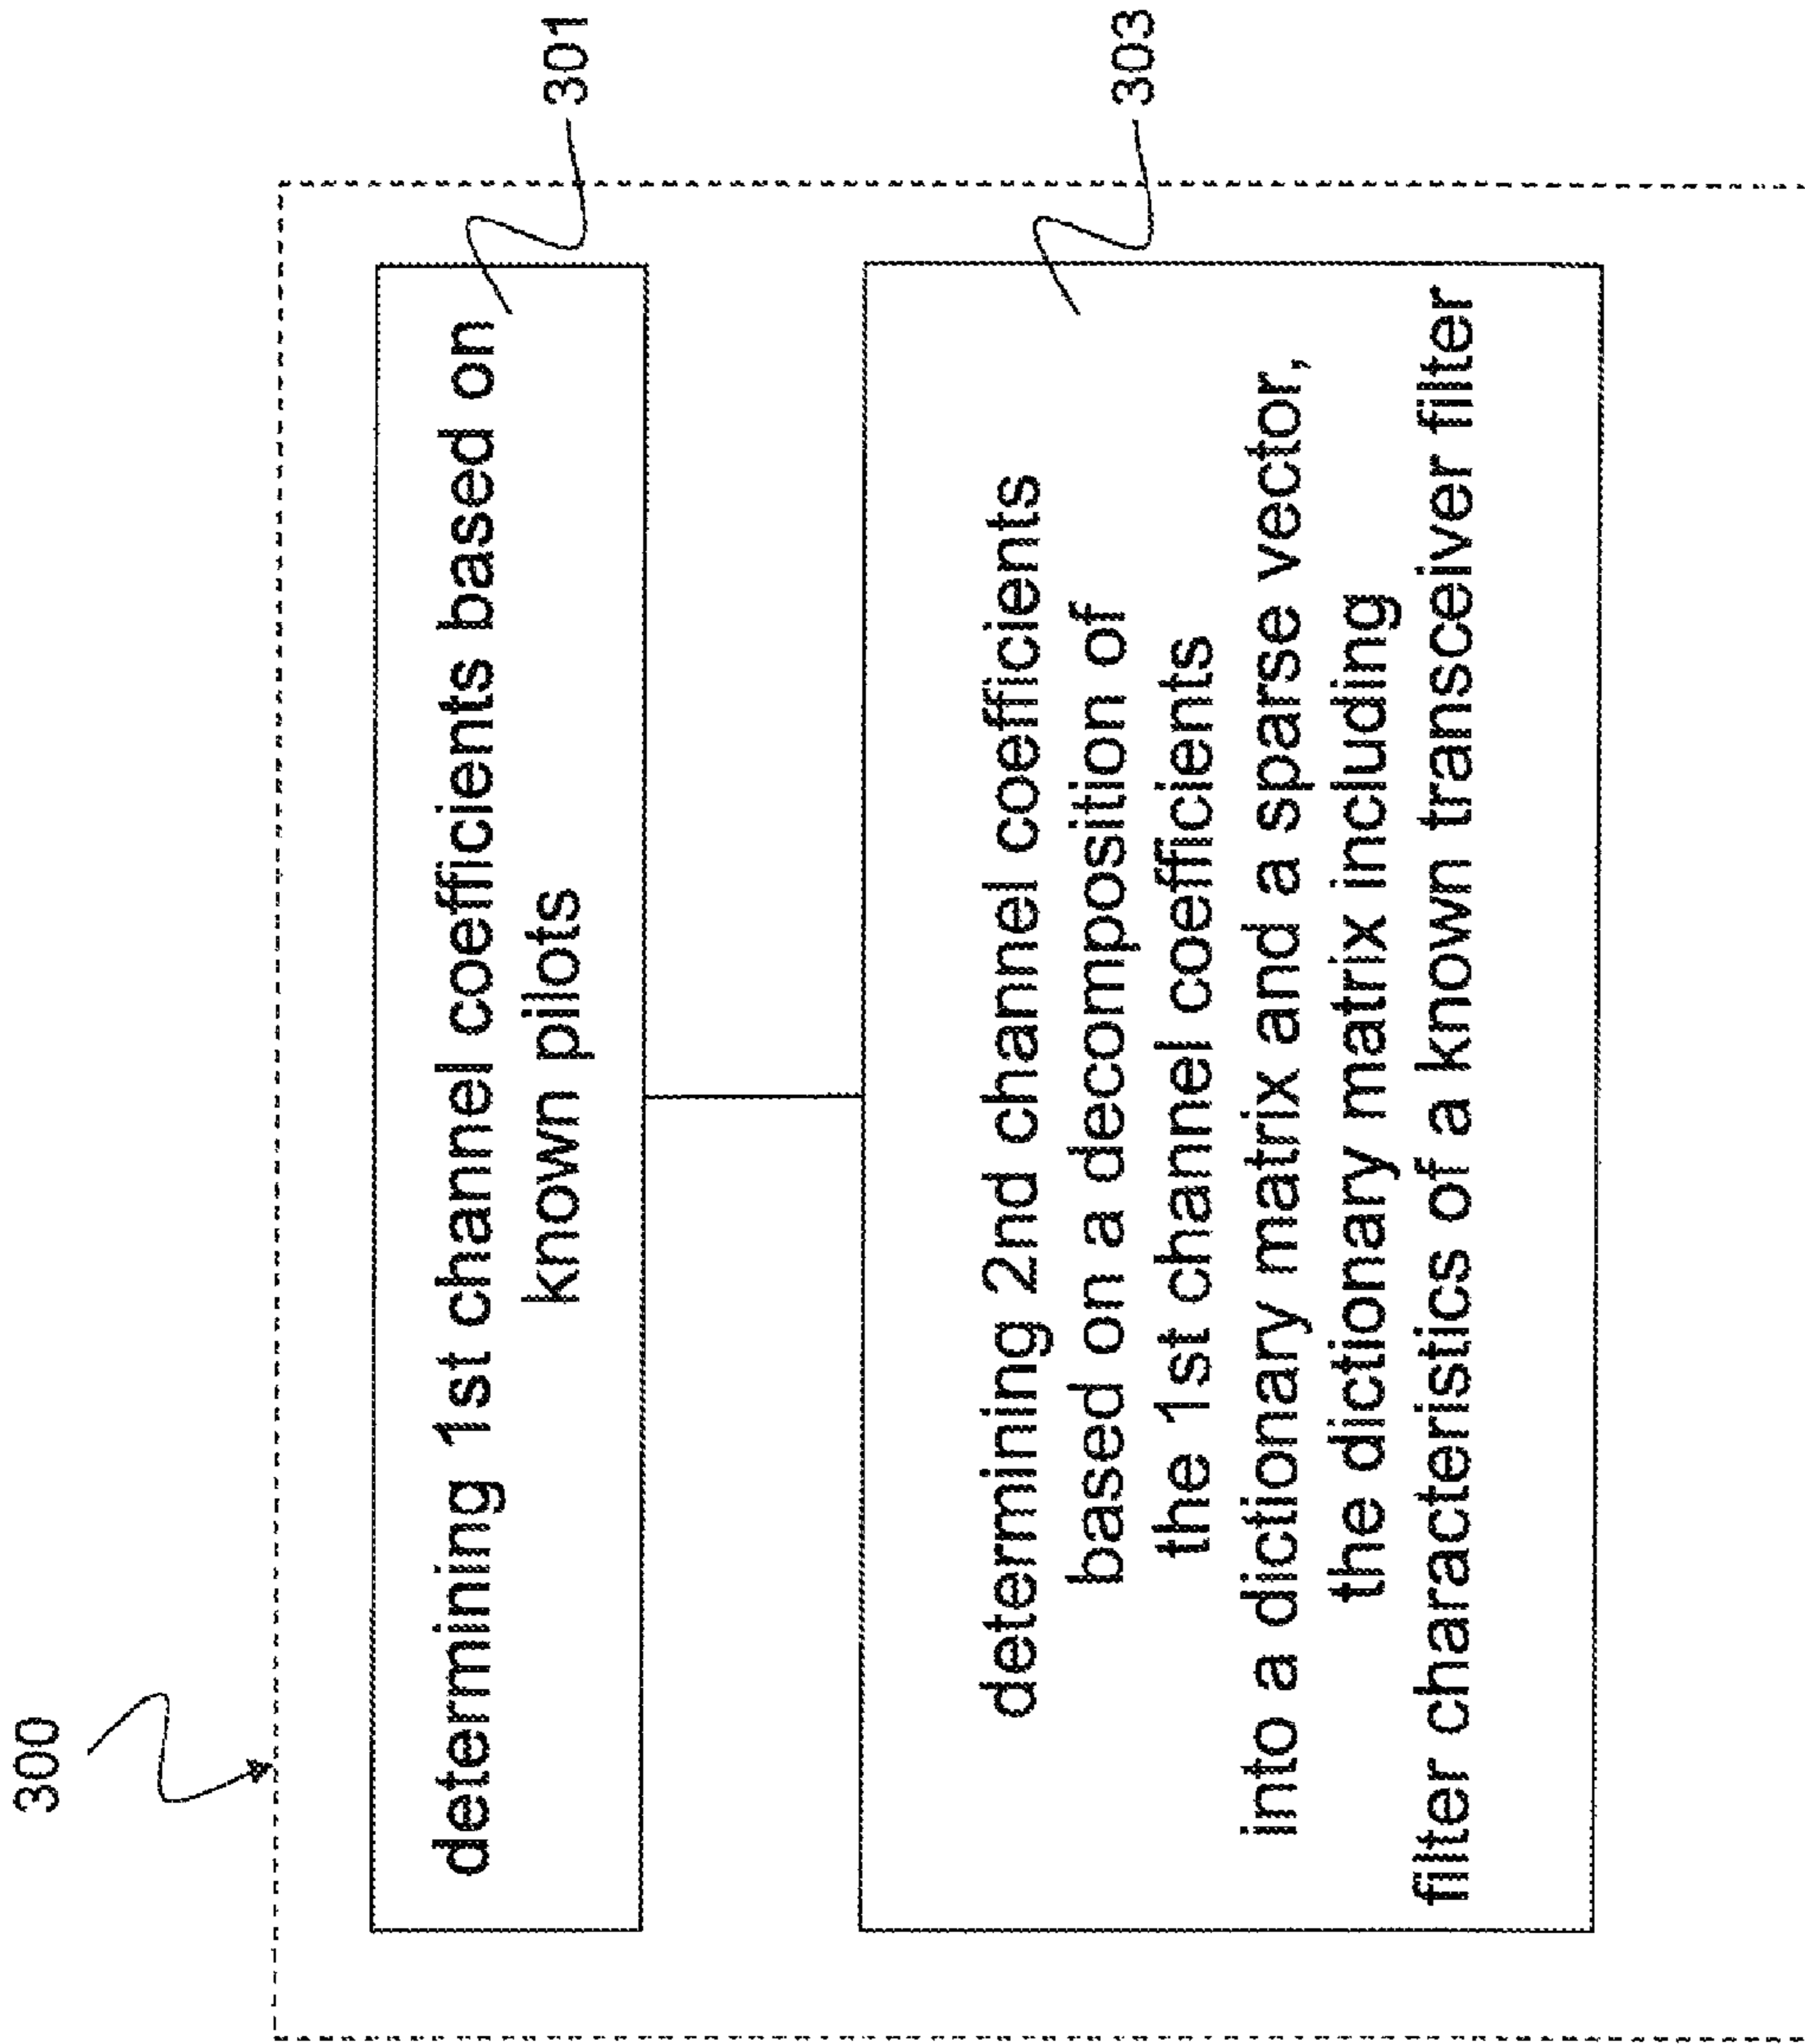 300
determining 1st channel coefficients based on
known pilots
301
determining 2nd channel coefficients
based on a decomposition of
the 1st channel coefficients
into a dictionary matrix and a sparse vector,
the dictionary matrix including
filter characteristics of a known transceiver filter
303